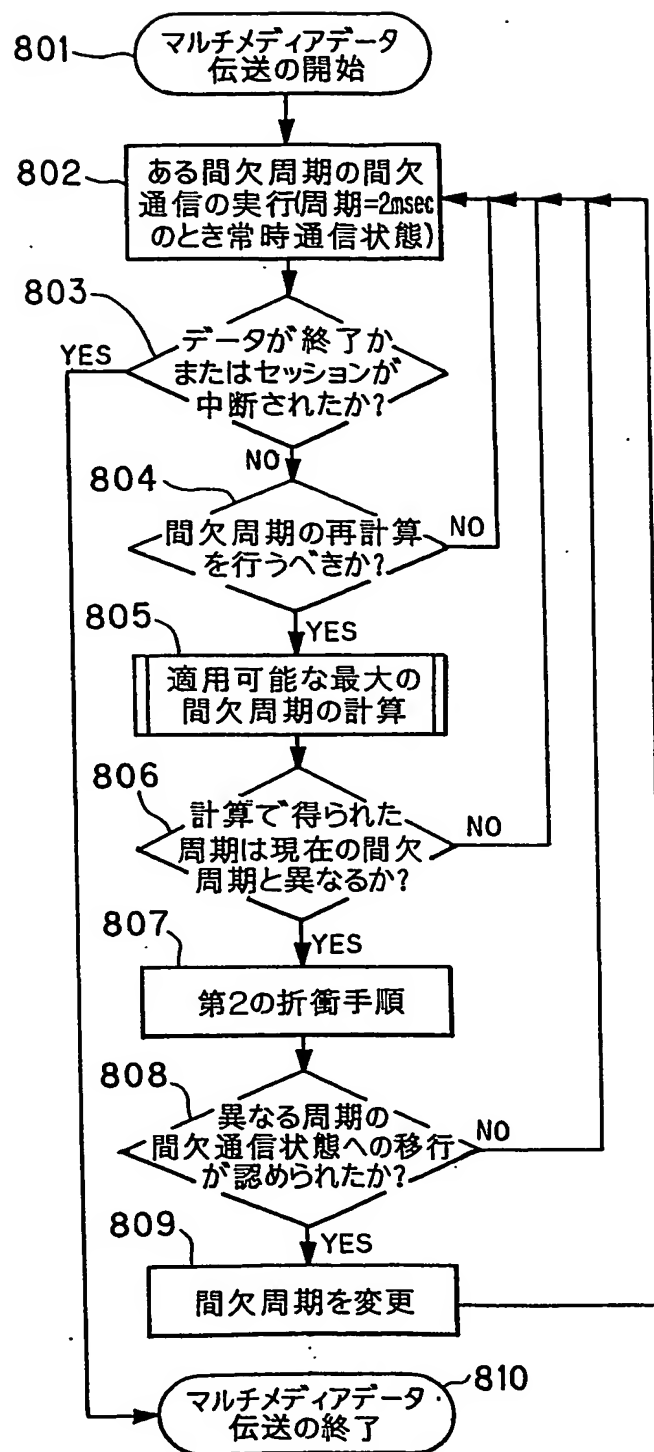 801
マルチメディアデータ
伝送の開始
802
ある間欠周期の間欠
通信の実行(周期=2msec
のとき常時通信状態)
803
データが終了か
またはセッションが
中断されたか?
YES
NO
804
間欠周期の再計算
を行うべきか?
NO
YES
805
適用可能な最大の
間欠周期の計算
806
計算で得られた
周期は現在の間欠
周期と異なるか?
NO
YES
807
第2の折衝手順
808
異なる周期の
間欠通信状態への移行
が認められたか?
NO
YES
809
間欠周期を変更
810
マルチメディアデータ
伝送の終了